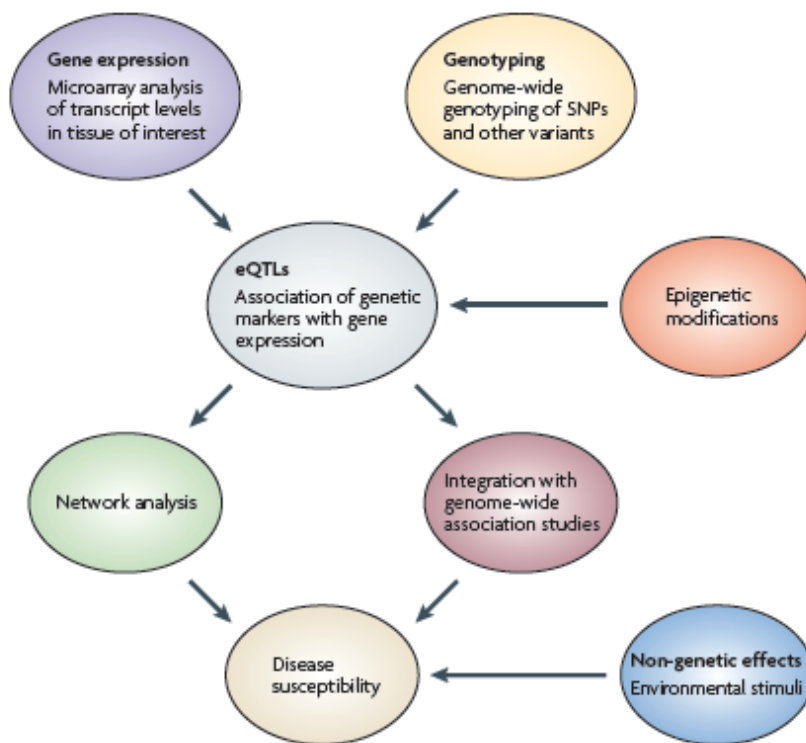 Gene expression
Microarray analysis
of transcript levels
in tissue of interest
Genotyping
Genome-wide
genotyping of SNPs
and other variants
eQTLs
Association of genetic
markers with gene
expression
Epigenetic
modifications
Network analysis
Integration with
genome-wide
association studies
Disease
susceptibility
Non-genetic effects
Environmental stimuli